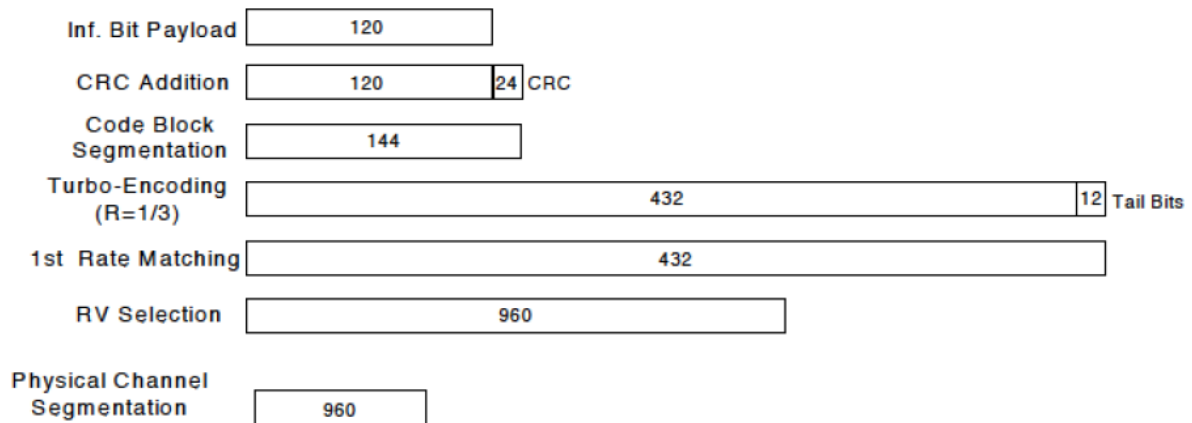 Inf. Bit Payload 120
CRC Addition 120 24 CRC
Code Block
Segmentation 144
Turbo-Encoding
(R=1/3) 432 12 Tail Bits
1st Rate Matching 432
RV Selection 960
Physical Channel
Segmentation 960